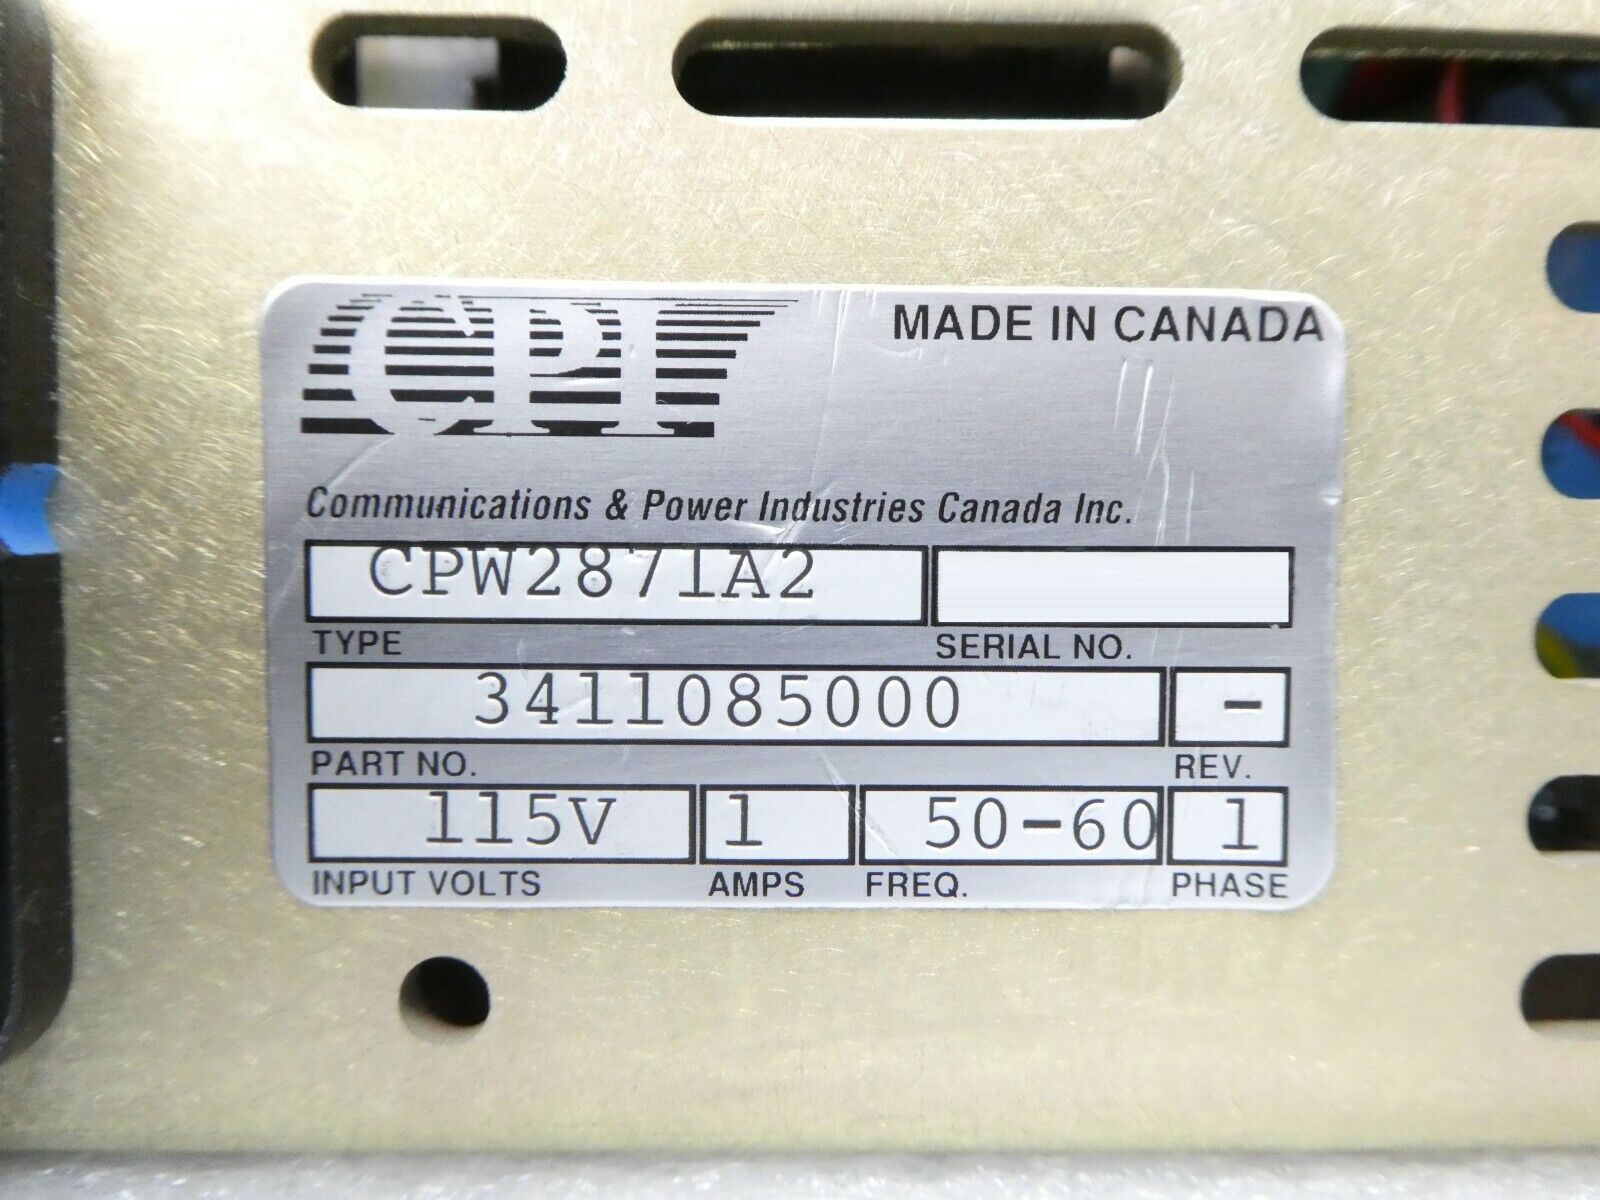 CPI MADE IN CANADA
Communications & Power Industries Canada Inc.
CPW2871A2
TYPE SERIAL NO.
3411085000 -
PART NO. REV.
115V 1 50-60 1
INPUT VOLTS AMPS FREQ. PHASE